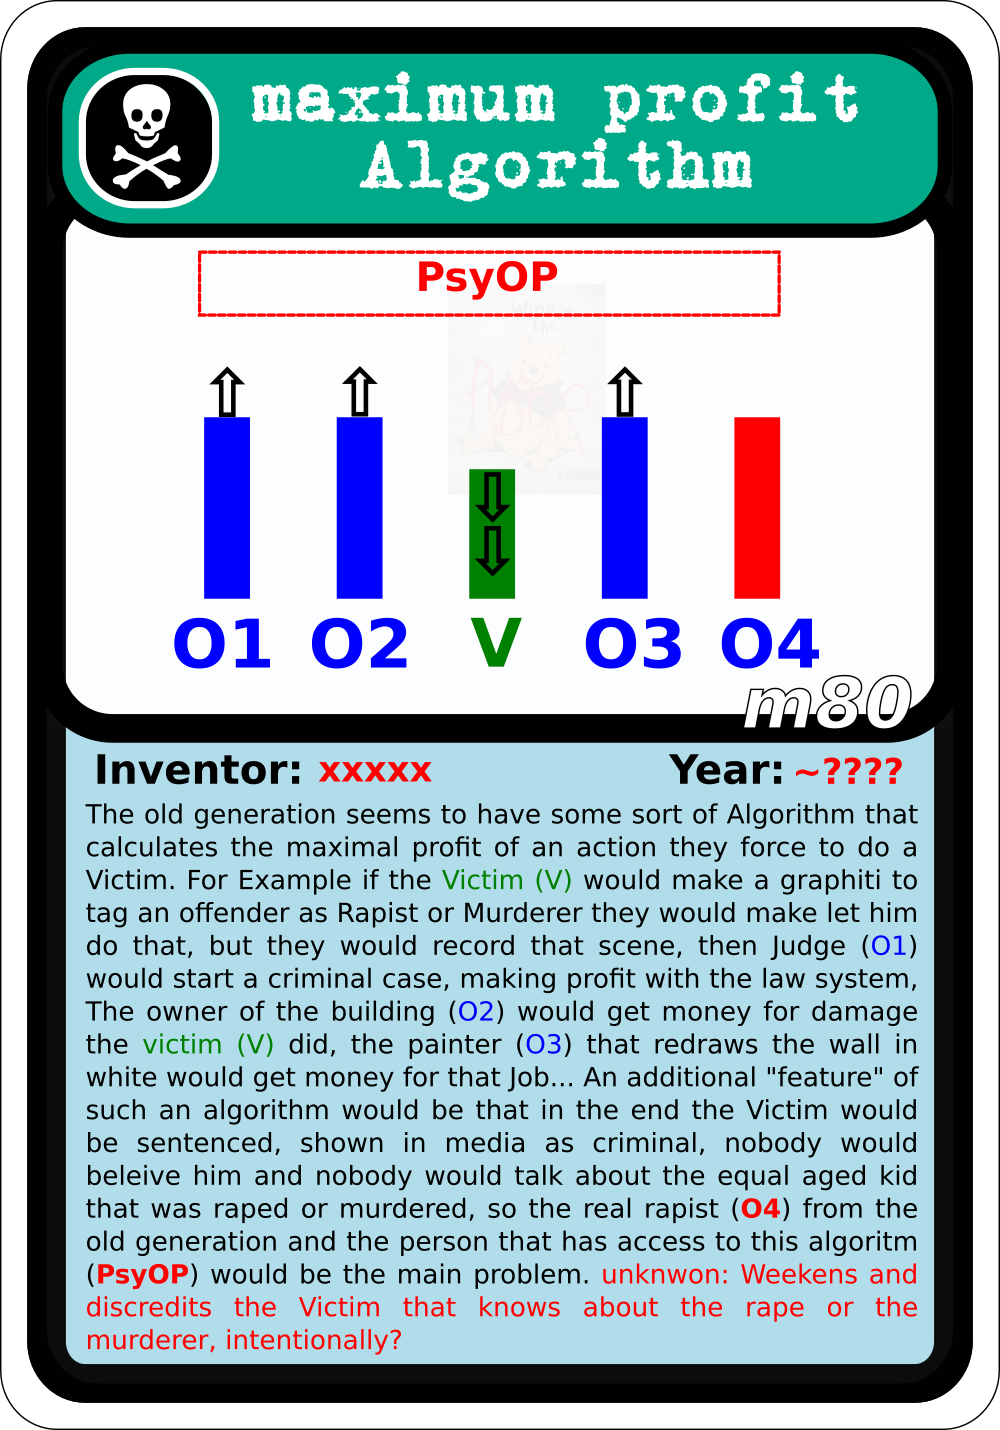 maximum profit
Algorithm
PsyOP
O1 O2 V O3 O4
m80
Inventor: xxxxx Year: ~????
The old generation seems to have some sort of Algorithm that
calculates the maximal profit of an action they force to do a
Victim. For Example if the Victim (V) would make a graphiti to
tag an offender as Rapist or Murderer they would make let him
do that, but they would record that scene, then Judge (O1)
would start a criminal case, making profit with the law system,
The owner of the building (O2) would get money for damage
the victim (V) did, the painter (O3) that redraws the wall in
white would get money for that Job... An additional "feature" of
such an algorithm would be that in the end the Victim would
be sentenced, shown in media as criminal, nobody would
beleive him and nobody would talk about the equal aged kid
that was raped or murdered, so the real rapist (O4) from the
old generation and the person that has access to this algoritm
(PsyOP) would be the main problem. unknwon: Weekens and
discredits the Victim that knows about the rape or the
murderer, intentionally?